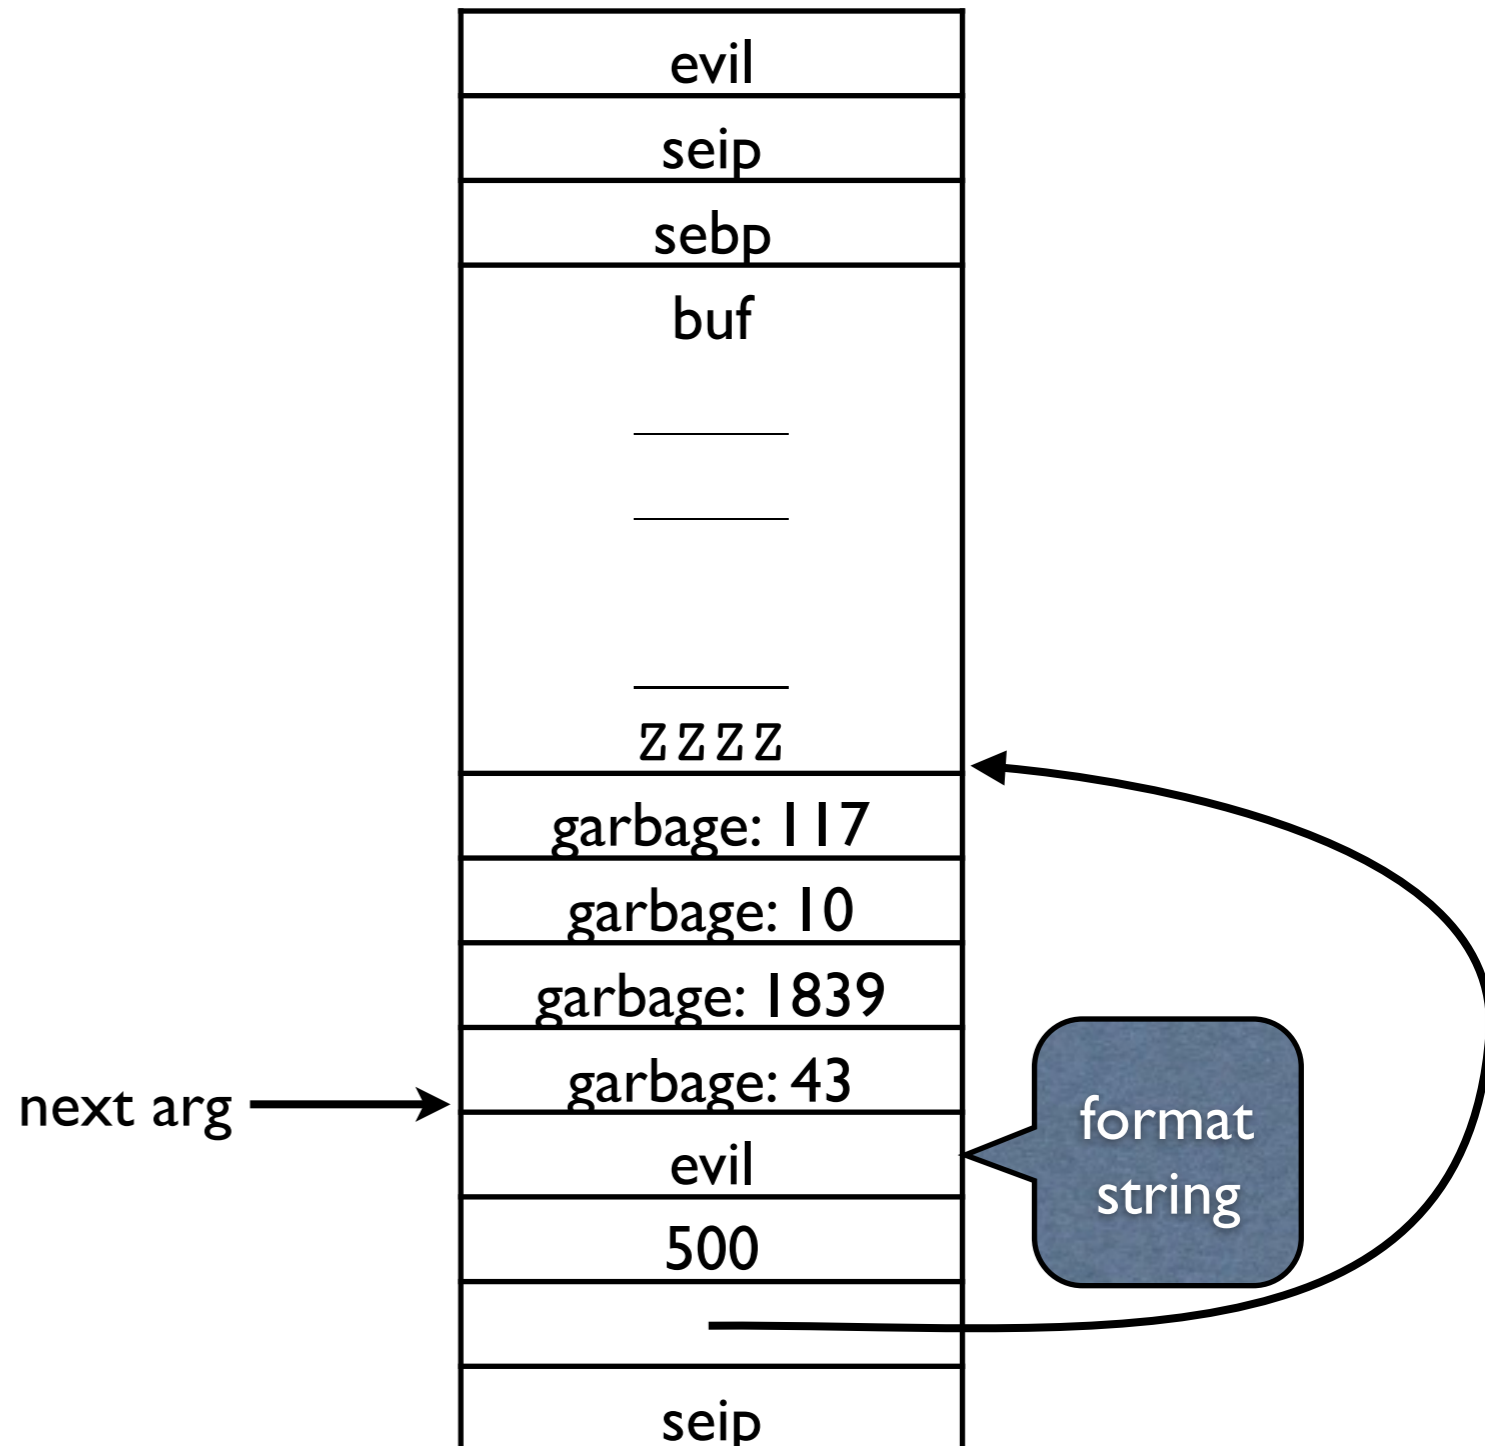 evil
seip
sebp
buf
ZZZZ
garbage: 117
garbage: 10
garbage: 1839
garbage: 43
next arg
evil
format
string
500
seip